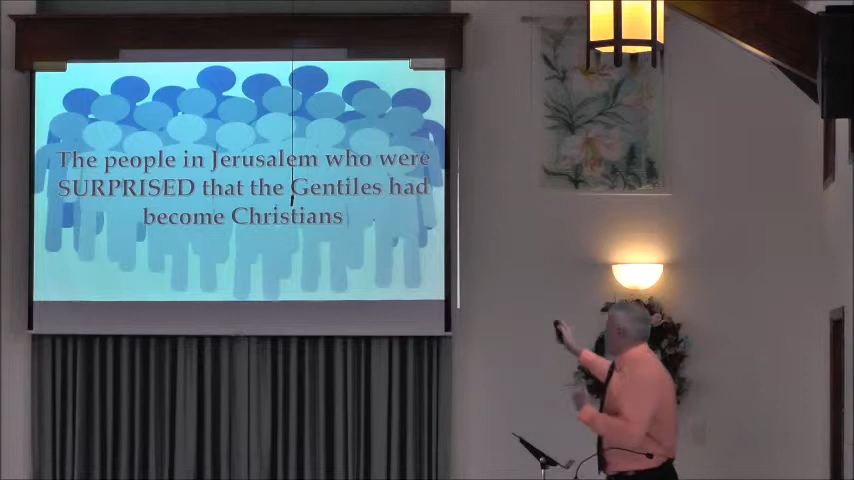 The people in Jerusalem who were
SURPRISED that the Gentiles had
become Christians